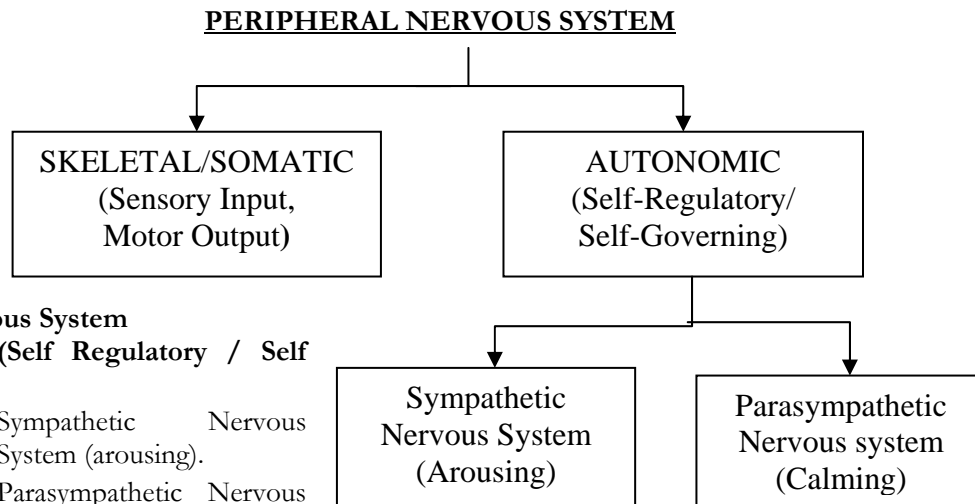 PERIPHERAL NERVOUS SYSTEM
SKELETAL/SOMATIC
(Sensory Input,
Motor Output)
AUTONOMIC
(Self-Regulatory/
Self-Governing)
System
(Self Regulatory / Self
Sympathetic Nervous
System (arousing).
Parasympathetic Nervous
Sympathetic
Nervous System
(Arousing)
Parasympathetic
Nervous system
(Calming)